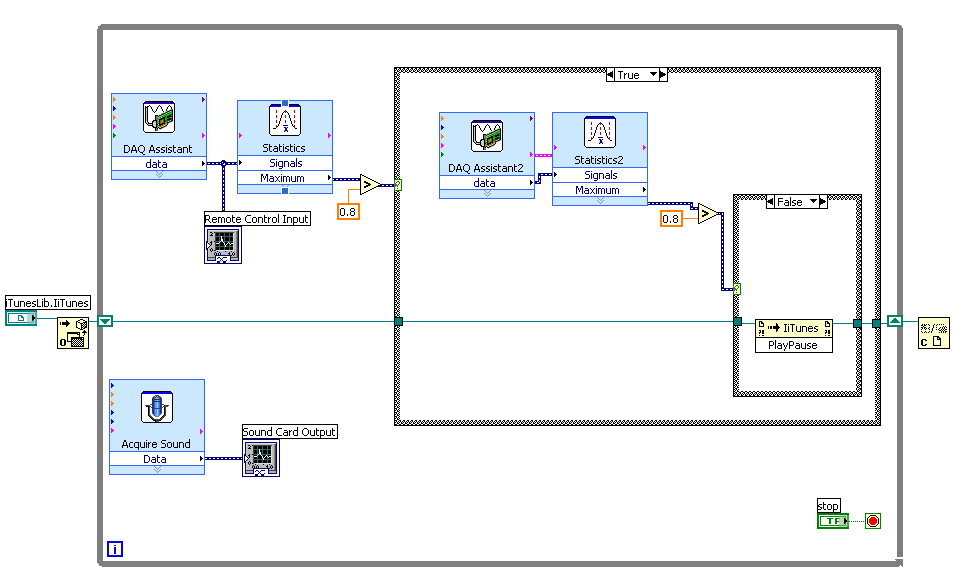 True
DAQ Assistant
data
Statistics
Signals
Maximum
>
0.8
?
Remote Control Input
DAQ Assistant2
data
Statistics2
Signals
Maximum
0.8
>
False
?
iTunesLib.IiTunes
IiTunes
PlayPause
C
Acquire Sound
Data
Sound Card Output
stop
TF
i